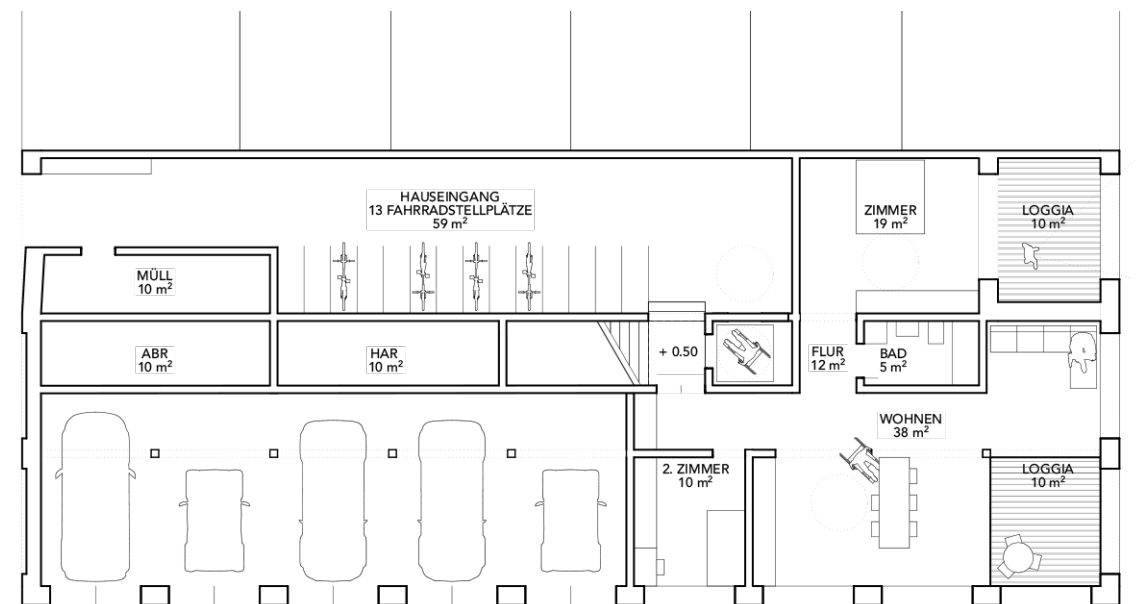 HAUSEINGANG
13 FAHRRADSTELLPLÄTZE
59 m²
ZIMMER
19 m²
LOGGIA
10 m²
MÜLL
10 m²
ABR
10 m²
HAR
10 m²
+ 0.50
FLUR
12 m²
BAD
5 m²
WOHNEN
38 m²
2. ZIMMER
10 m²
LOGGIA
10 m²